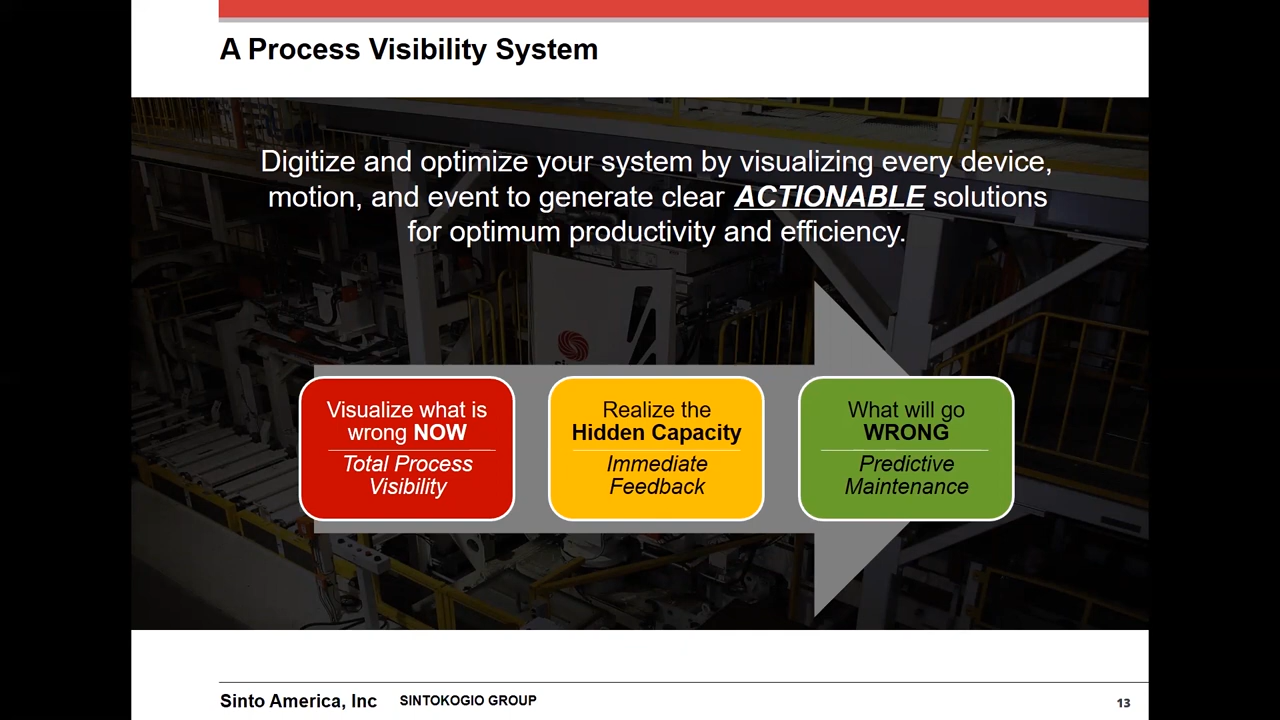 A Process Visibility System
Digitize and optimize your system by visualizing every device,
motion, and event to generate clear ACTIONABLE solutions
for optimum productivity and efficiency.
Visualize what is
wrong NOW
Total Process
Visibility
Realize the
Hidden Capacity
Immediate
Feedback
What will go
WRONG
Predictive
Maintenance
Sinto America, Inc SINTOKOGIO GROUP
13